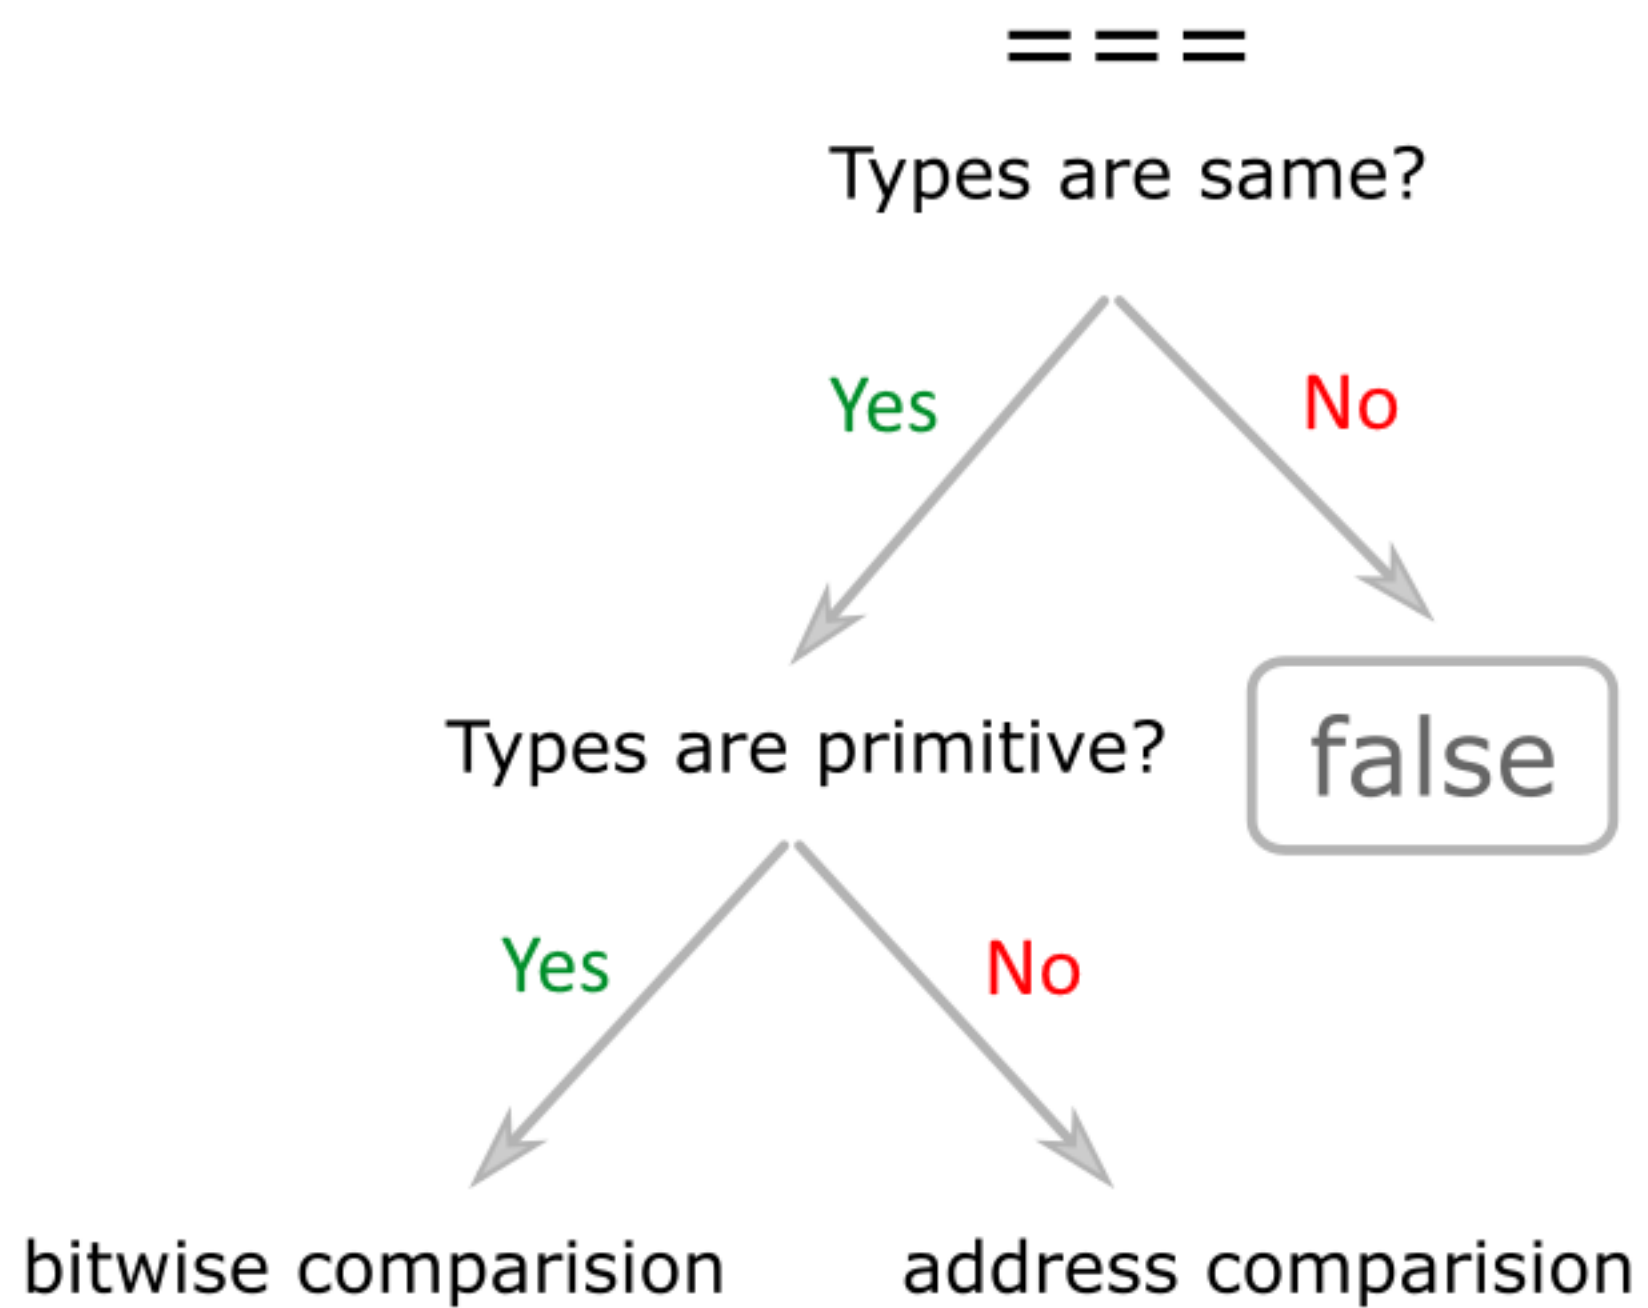 ===
Types are same?
Yes
No
Types are primitive?
false
Yes
No
bitwise comparision
address comparision